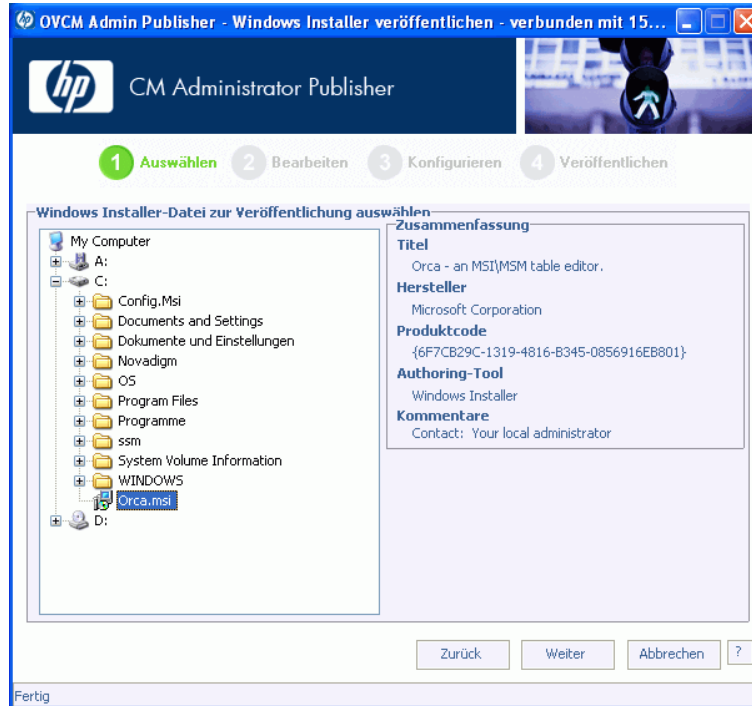 OVCM Admin Publisher - Windows Installer veröffentlichen - verbunden mit 15...
hp
CM Administrator Publisher
1 Auswählen 2 Bearbeiten 3 Konfigurieren 4 Veröffentlichen
Windows Installer-Datei zur Veröffentlichung auswählen
My Computer
A:
C:
Config.Msi
Documents and Settings
Dokumente und Einstellungen
Novadigm
OS
Program Files
Programme
ssm
System Volume Information
WINDOWS
Orca.msi
D:
Zusammenfassung
Titel
Orca - an MSI\MSM table editor.
Hersteller
Microsoft Corporation
Produktcode
{6F7CB29C-1319-4816-B345-0856916EB801}
Authoring-Tool
Windows Installer
Kommentare
Contact: Your local administrator
Zurück Weiter Abbrechen ?
Fertig